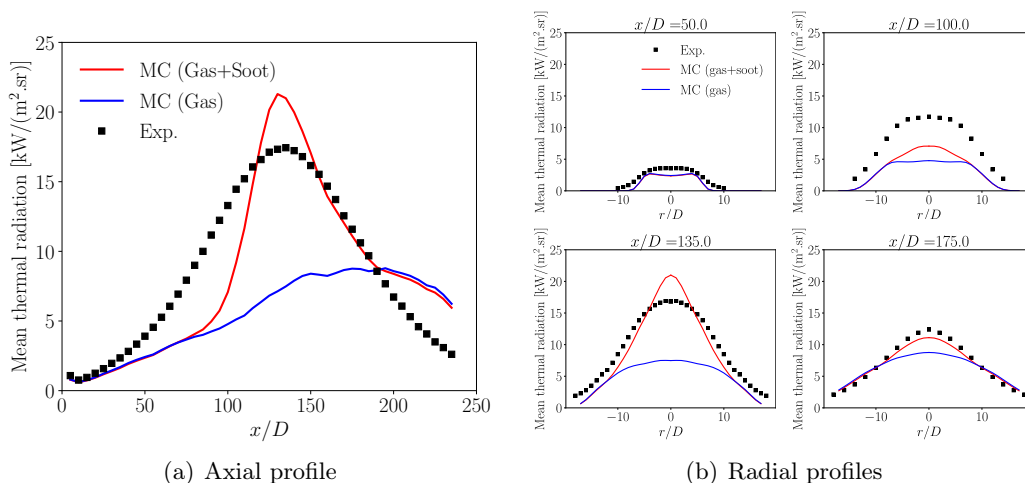 Mean thermal radiation [kW/(m².sr)]
25
20
15
10
5
0
MC (Gas+Soot)
MC (Gas)
Exp.
0 50 100 150 200 250
x/D
(a) Axial profile
x/D = 50.0
Mean thermal radiation [kW/(m².sr)]
25
20
15
10
5
0
Exp.
MC (gas+soot)
MC (gas)
−10 0 10
r/D
x/D = 100.0
Mean thermal radiation [kW/(m².sr)]
25
20
15
10
5
0
−10 0 10
r/D
x/D = 135.0
Mean thermal radiation [kW/(m².sr)]
25
20
15
10
5
0
−10 0 10
r/D
x/D = 175.0
Mean thermal radiation [kW/(m².sr)]
25
20
15
10
5
0
−10 0 10
r/D
(b) Radial profiles